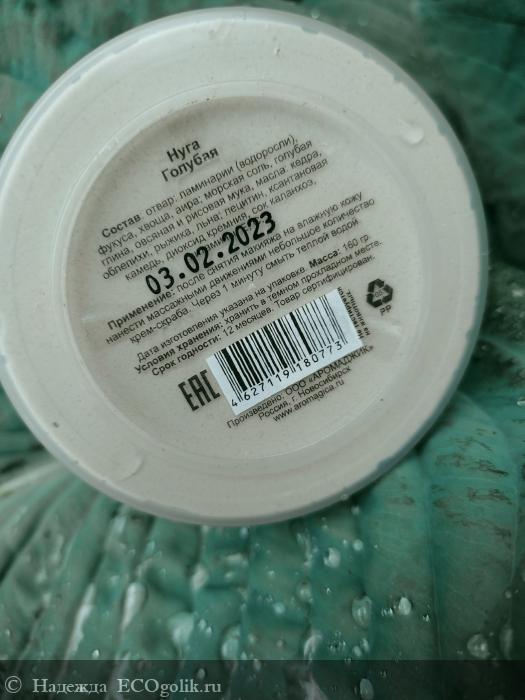 Нуга
Голубая
Состав: отвар: ламинарии (водоросли),
фукуса, хвоща, аира; морская соль, голубая
глина, овсяная и рисовая мука, масла: кедра,
облепихи, рыжика, льна; лецитин, ксантановая
камедь, диоксид кремния, сок каланхоэ,
03.02.2023
Применение: после снятия макияжа на влажную кожу
нанести массажными движениями небольшое количество
крем-скраба. Через 1 минуту смыть теплой водой
Дата изготовления указана на упаковке. Масса: 160 гр.
Условия хранения: хранить в темном прохладном месте.
Срок годности: 12 месяцев. Товар сертифицирован.
PP
EAC
4 627119 180773
Произведено: ООО «АРОМАДЖИК»
Россия, г. Новосибирск
www.aromagica.ru
© Надежда ECOgolik.ru